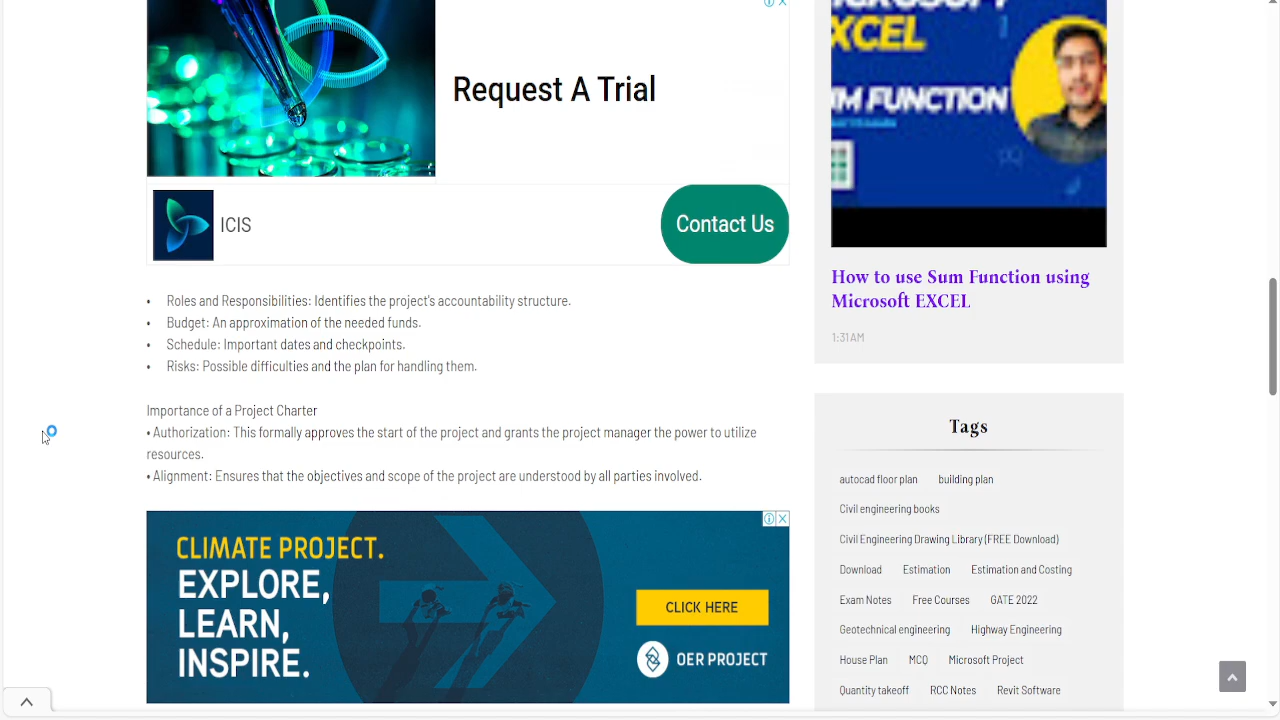 Request A Trial
ICIS
Contact Us
• Roles and Responsibilities: Identifies the project's accountability structure.
• Budget: An approximation of the needed funds.
• Schedule: Important dates and checkpoints.
• Risks: Possible difficulties and the plan for handling them.
Importance of a Project Charter
• Authorization: This formally approves the start of the project and grants the project manager the power to utilize
resources.
• Alignment: Ensures that the objectives and scope of the project are understood by all parties involved.
CLIMATE PROJECT.
EXPLORE,
LEARN,
INSPIRE.
CLICK HERE
OER PROJECT
FUNCTION
How to use Sum Function using
Microsoft EXCEL
1:31 AM
Tags
autocad floor plan building plan
Civil engineering books
Civil Engineering Drawing Library (FREE Download)
Download Estimation Estimation and Costing
Exam Notes Free Courses GATE 2022
Geotechnical engineering Highway Engineering
House Plan MCQ Microsoft Project
Quantity takeoff RCC Notes Revit Software